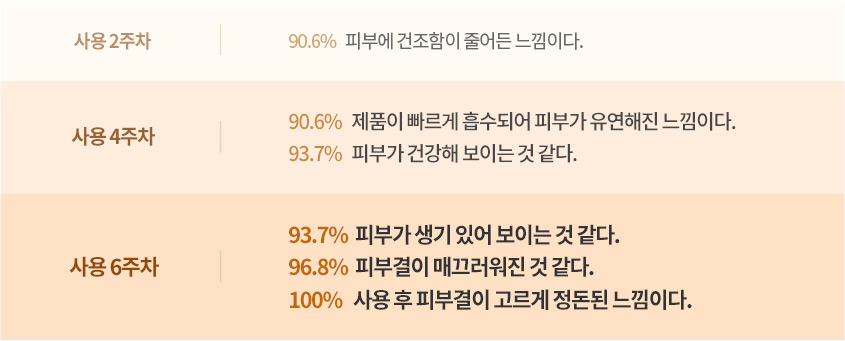 사용 2주차
90.6% 피부에 건조함이 줄어든 느낌이다.
사용 4주차
90.6% 제품이 빠르게 흡수되어 피부가 유연해진 느낌이다.
93.7% 피부가 건강해 보이는 것 같다.
사용 6주차
93.7% 피부가 생기 있어 보이는 것 같다.
96.8% 피부결이 매끄러워진 것 같다.
100% 사용 후 피부결이 고르게 정돈된 느낌이다.